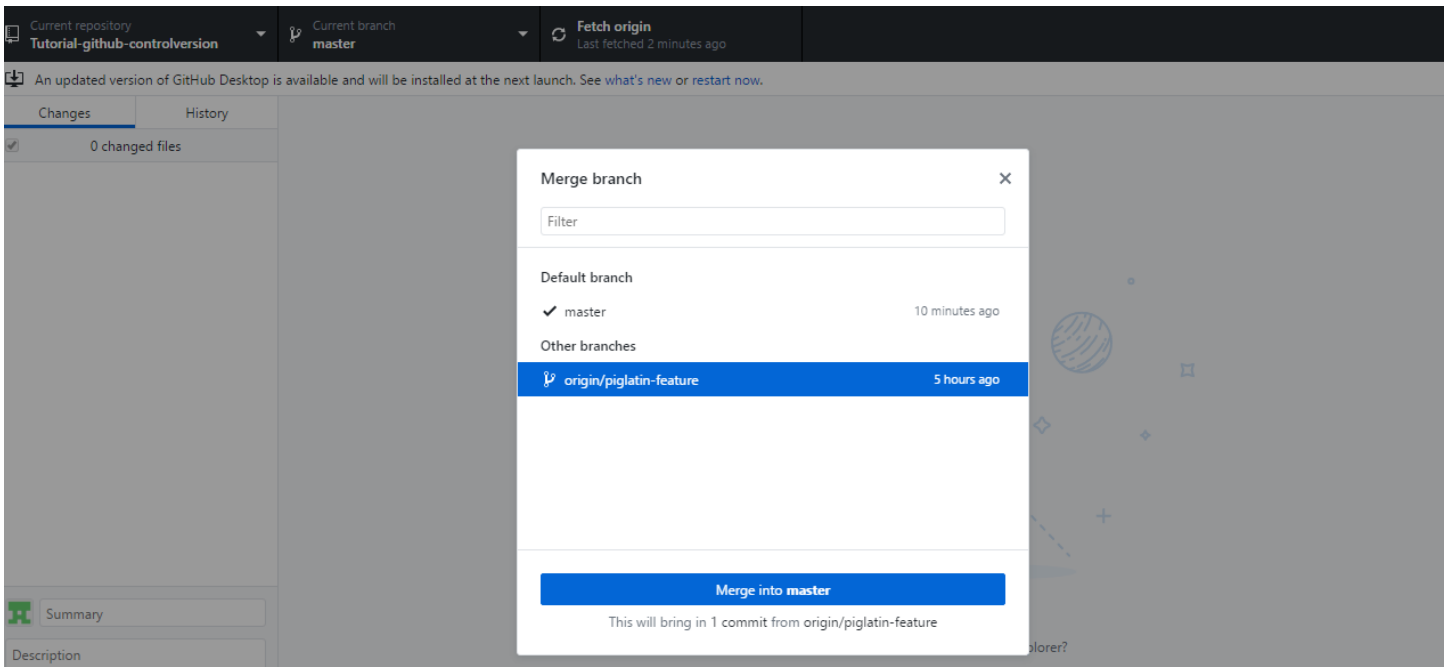 Current repository
Tutorial-github-controlversion
Current branch
master
Fetch origin
Last fetched 2 minutes ago
An updated version of GitHub Desktop is available and will be installed at the next launch. See what's new or restart now.
Changes
History
0 changed files
Merge branch
Filter
Default branch
master
10 minutes ago
Other branches
origin/piglatin-feature
5 hours ago
Merge into master
This will bring in 1 commit from origin/piglatin-feature
Summary
Description